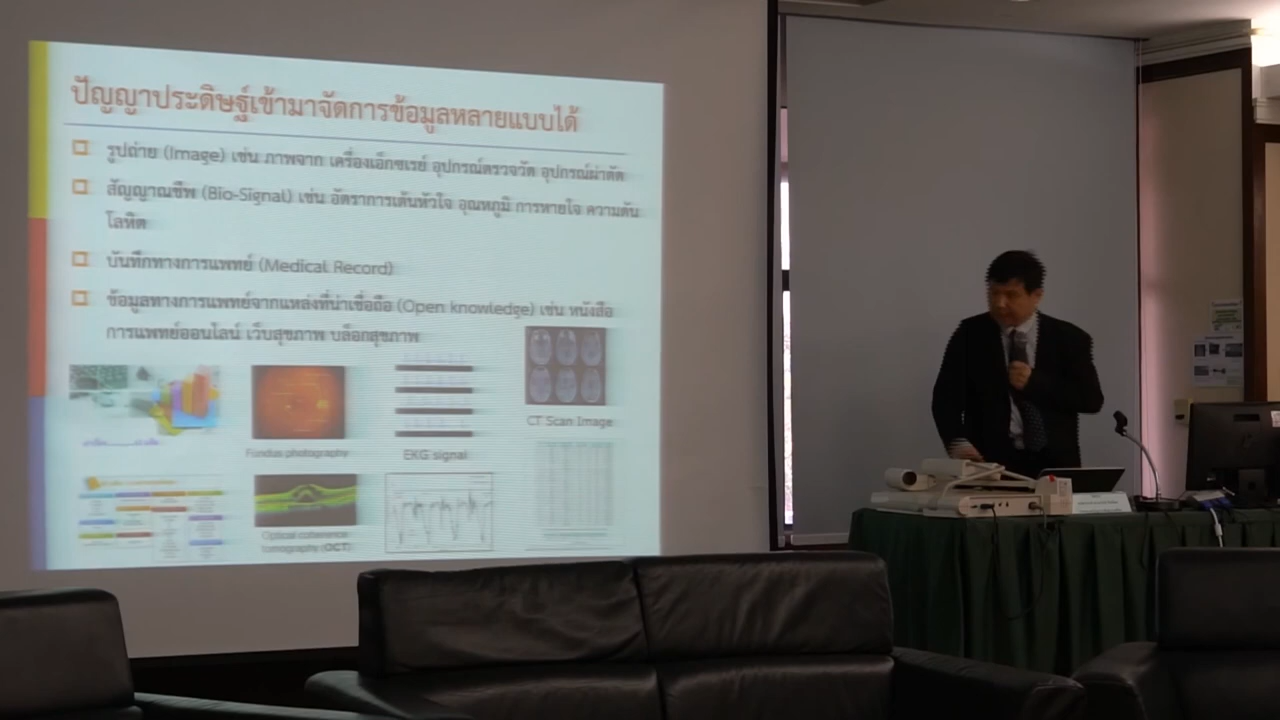 ปัญญาประดิษฐ์เข้ามาจัดการข้อมูลหลายแบบได้
รูปถ่าย (Image) เช่น ภาพจาก เครื่องเอ็กซเรย์ อุปกรณ์ตรวจวัด อุปกรณ์ผ่าตัด
สัญญาณชีพ (Bio-Signal) เช่น อัตราการเต้นหัวใจ อุณหภูมิ การหายใจ ความดัน
โลหิต
บันทึกทางการแพทย์ (Medical Record)
ข้อมูลทางการแพทย์จากแหล่งที่น่าเชื่อถือ (Open knowledge) เช่น หนังสือ
การแพทย์ออนไลน์ เว็บสุขภาพ บล็อกสุขภาพ
CT Scan Image
Fundus photography
EKG signal
Optical coherence
tomography (OCT)